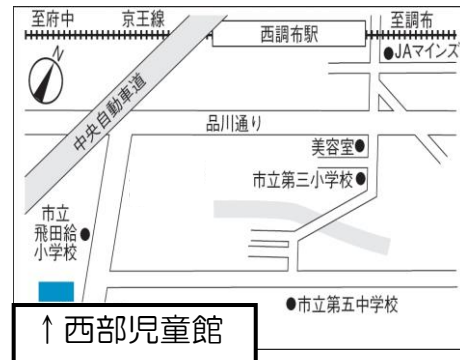 至府中
京王線
西調布駅
至調布
JAマインズ
N
中央自動車道
品川通り
美容室
市立第三小学校
市立
飛田給
小学校
市立第五中学校
↑西部児童館